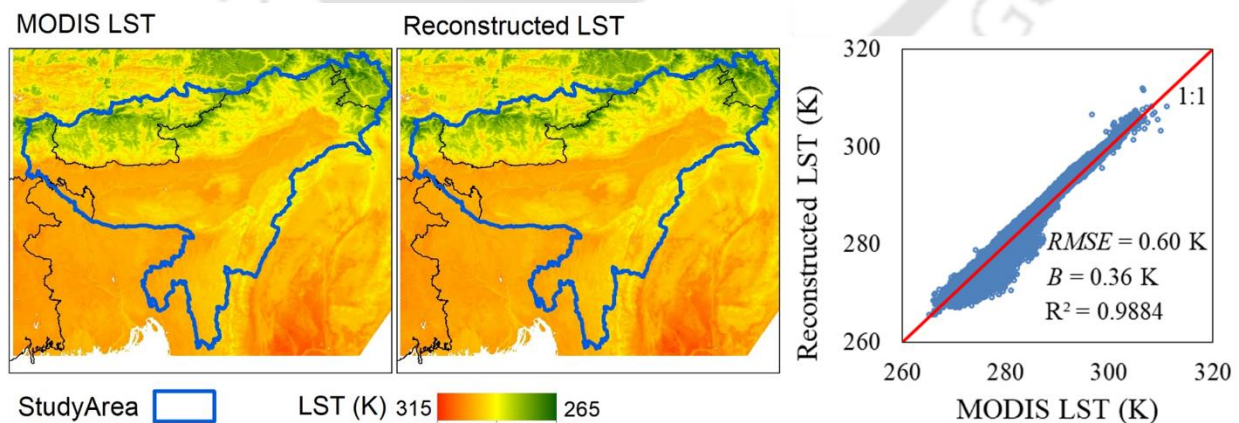 MODIS LST
Reconstructed LST
StudyArea
LST (K) 315 265
Reconstructed LST (K)
320
300
280
260
1:1
RMSE = 0.60 K
B = 0.36 K
R² = 0.9884
260 280 300 320
MODIS LST (K)